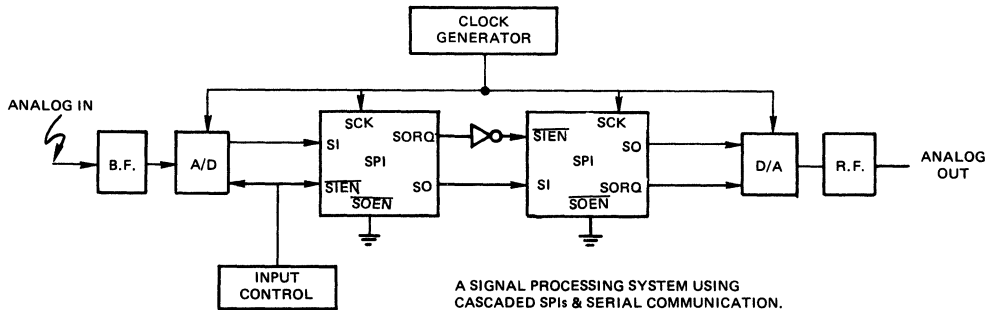 CLOCK
GENERATOR
ANALOG IN
B.F.
A/D
SCK
SI
SORQ
SPI
SIEN
SO
SOEN
SCK
SIEN
SO
SPI
SI
SORQ
SOEN
D/A
R.F.
ANALOG
OUT
INPUT
CONTROL
A SIGNAL PROCESSING SYSTEM USING
CASCADED SPIs & SERIAL COMMUNICATION.